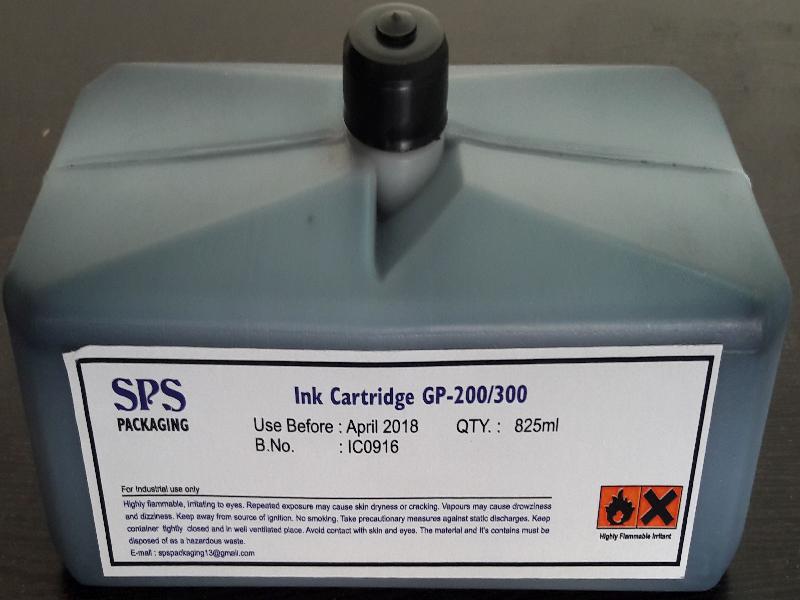 SPS
PACKAGING
Ink Cartridge GP-200/300
Use Before : April 2018 QTY. : 825ml
B.No. : IC0916
For Industrial use only
Highly flammable, irritating to eyes. Repeated exposure may cause skin dryness or cracking. Vapours may cause drowziness
and dizziness. Keep away from source of ignition. No smoking. Take precautionary measures against static discharges. Keep
container tightly closed and in well ventilated place. Avoid contact with skin and eyes. The material and it's contains must be
disposed of as a hazardous waste.
E-mail : spspackaging13@gmail.com
Highly Flammable Irritant